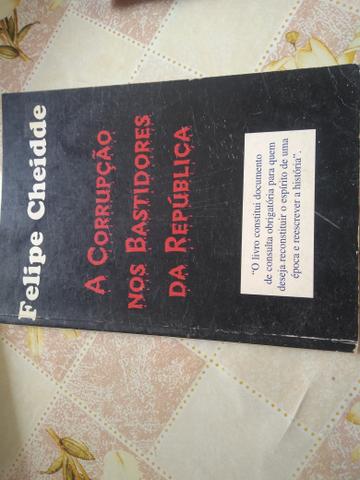 Felipe Cheidde
A Corrupção
nos Bastidores
da República
"O livro constitui documento
de consulta obrigatória para quem
deseja reconstituir o espírito de uma
época e reescrever a história".